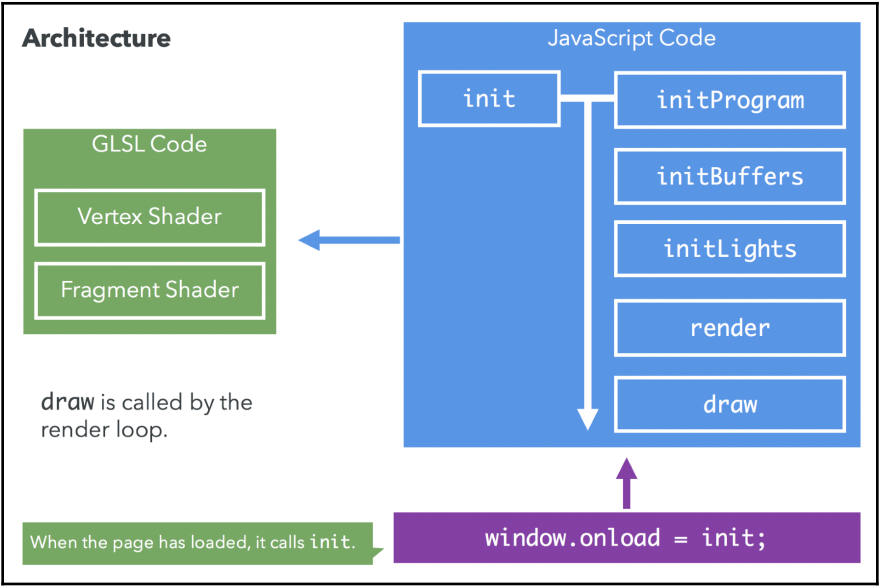 Architecture
JavaScript Code
init
initProgram
initBuffers
initLights
render
draw
GLSL Code
Vertex Shader
Fragment Shader
draw is called by the
render loop.
When the page has loaded, it calls init.
window.onload = init;